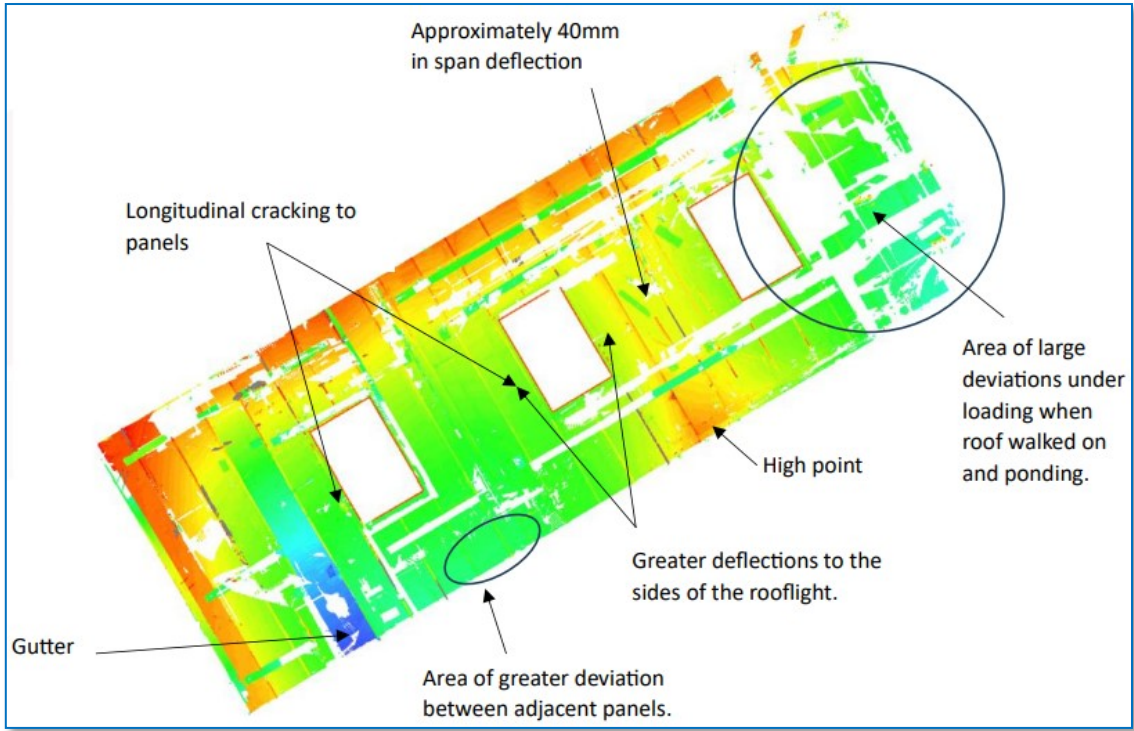 Approximately 40mm
in span deflection
Longitudinal cracking to
panels
Area of large
deviations under
loading when
roof walked on
and ponding.
High point
Greater deflections to the
sides of the rooflight.
Gutter
Area of greater deviation
between adjacent panels.